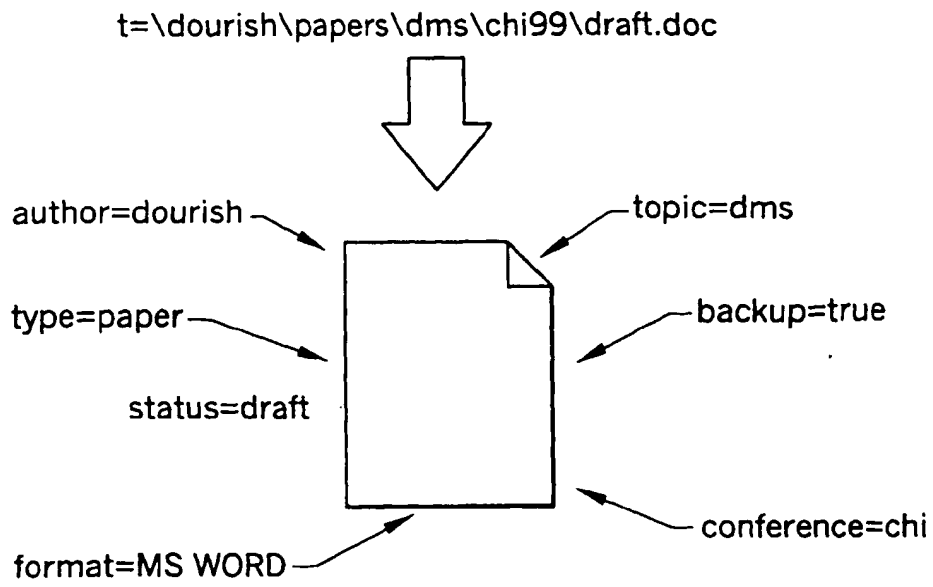 t=\dourish\papers\dms\chi99\draft.doc
author=dourish
topic=dms
type=paper
backup=true
status=draft
conference=chi
format=MS WORD